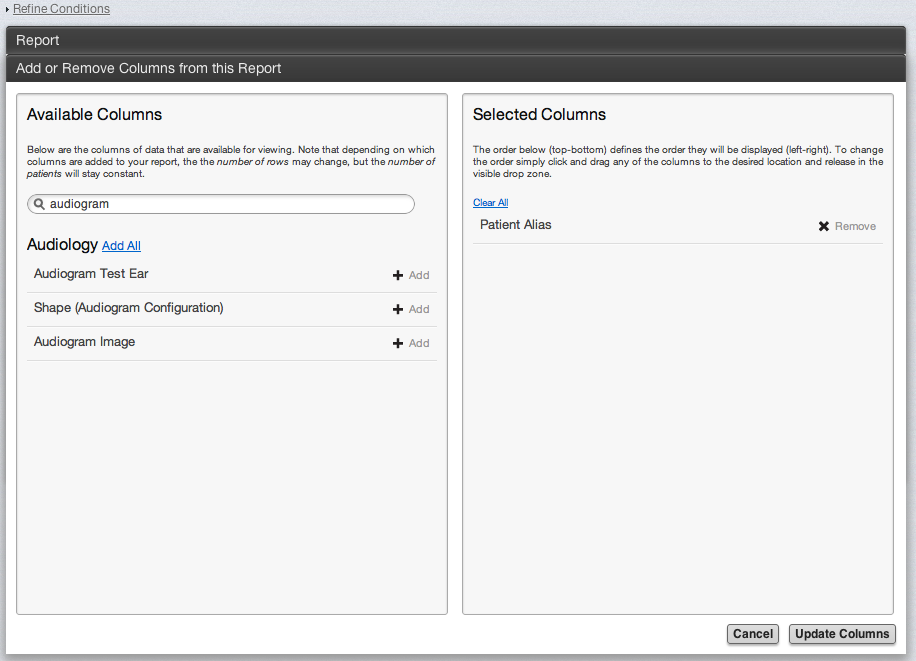 Refine Conditions
Report
Add or Remove Columns from this Report
Available Columns
Below are the columns of data that are available for viewing. Note that depending on which
columns are added to your report, the the number of rows may change, but the number of
patients will stay constant.
audiogram
Audiology Add All
Audiogram Test Ear Add
Shape (Audiogram Configuration) Add
Audiogram Image Add
Selected Columns
The order below (top-bottom) defines the order they will be displayed (left-right). To change
the order simply click and drag any of the columns to the desired location and release in the
visible drop zone.
Clear All
Patient Alias Remove
Cancel Update Columns